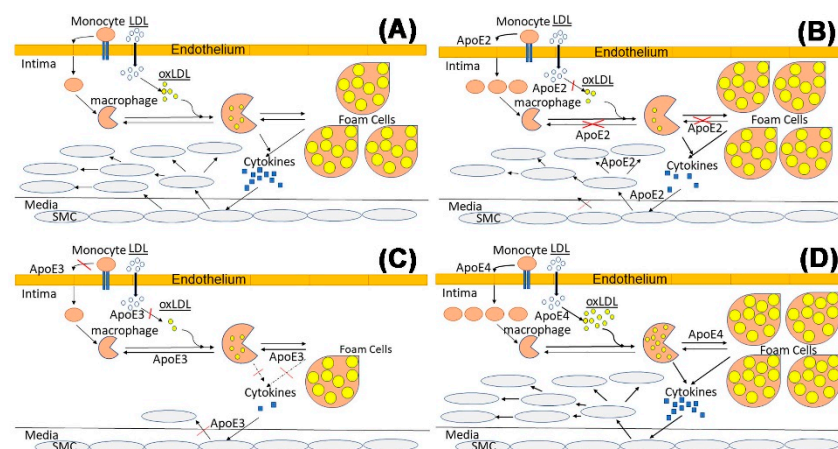 (A)
Monocyte LDL
Endothelium
Intima
oxLDL
macrophage
Foam Cells
Cytokines
Media
SMC
(B)
Monocyte LDL
ApoE2
Endothelium
Intima
ApoE2 oxLDL
macrophage
ApoE2
ApoE2
Foam Cells
ApoE2
Cytokines
ApoE2
Media
SMC
(C)
Monocyte LDL
ApoE3
Endothelium
Intima
ApoE3
oxLDL
macrophage
ApoE3
ApoE3
Foam Cells
Cytokines
ApoE3
Media
SMC
(D)
Monocyte LDL
ApoE4
Endothelium
Intima
oxLDL
ApoE4
macrophage
ApoE4
Foam Cells
Cytokines
Media
SMC